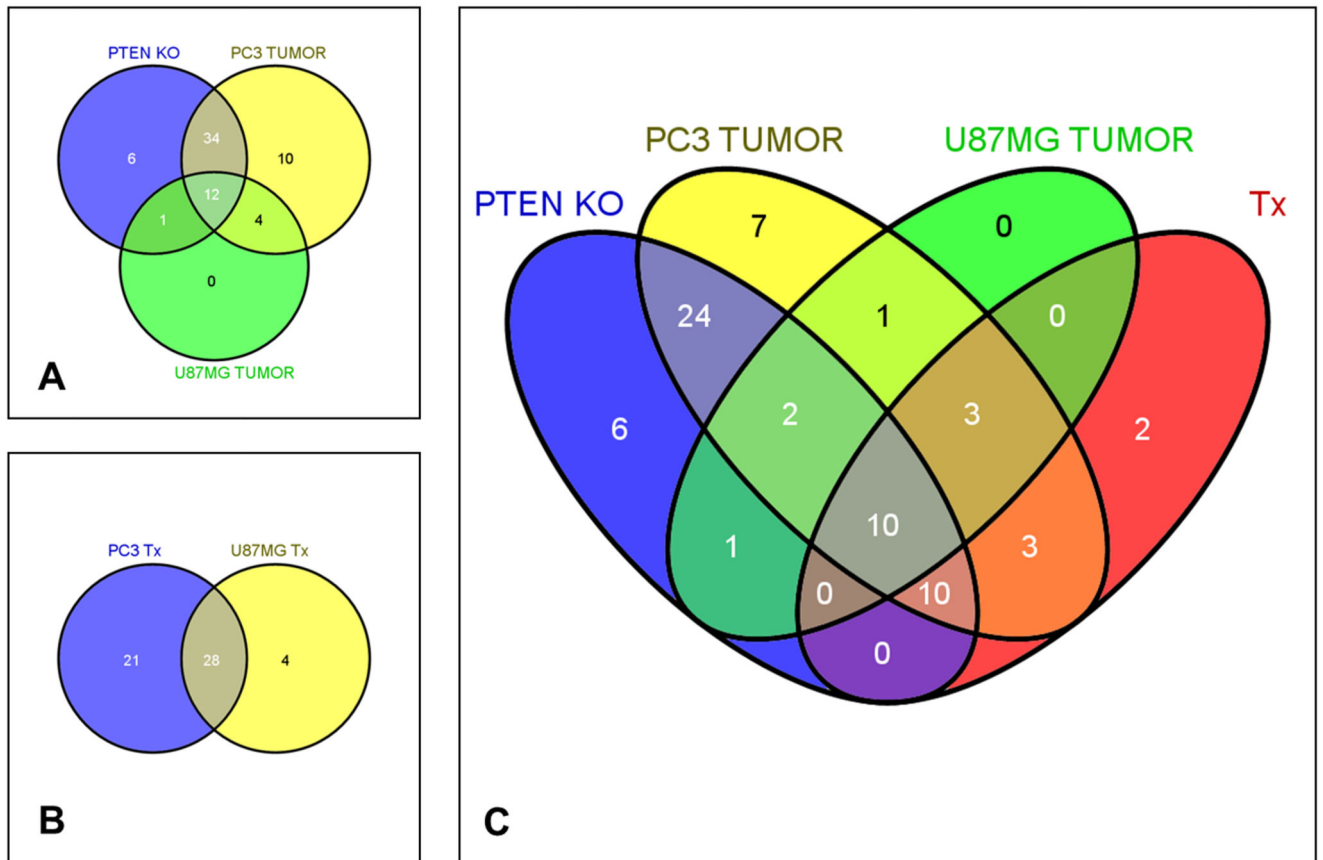 PTEN KO PC3 TUMOR
34
6 10
12
1 4
0
U87MG TUMOR
A
PC3 Tx U87MG Tx
21 28 4
B
PC3 TUMOR U87MG TUMOR
PTEN KO Tx
7 0
24 1 0
2 3
6 2
10
1 3
0 10
0
C